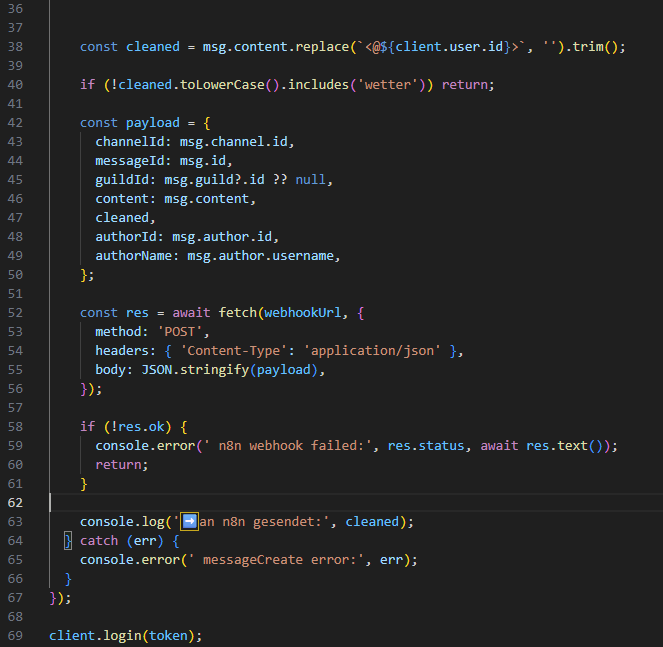 36
37
38     const cleaned = msg.content.replace(`<@${client.user.id}>`, '').trim();
39
40     if (!cleaned.toLowerCase().includes('wetter')) return;
41
42     const payload = {
43       channelId: msg.channel.id,
44       messageId: msg.id,
45       guildId: msg.guild?.id ?? null,
46       content: msg.content,
47       cleaned,
48       authorId: msg.author.id,
49       authorName: msg.author.username,
50     };
51
52     const res = await fetch(webhookUrl, {
53       method: 'POST',
54       headers: { 'Content-Type': 'application/json' },
55       body: JSON.stringify(payload),
56     });
57
58     if (!res.ok) {
59       console.error(' n8n webhook failed:', res.status, await res.text());
60       return;
61     }
62
63     console.log('➡️an n8n gesendet:', cleaned);
64   } catch (err) {
65     console.error(' messageCreate error:', err);
66   }
67 });
68
69 client.login(token);